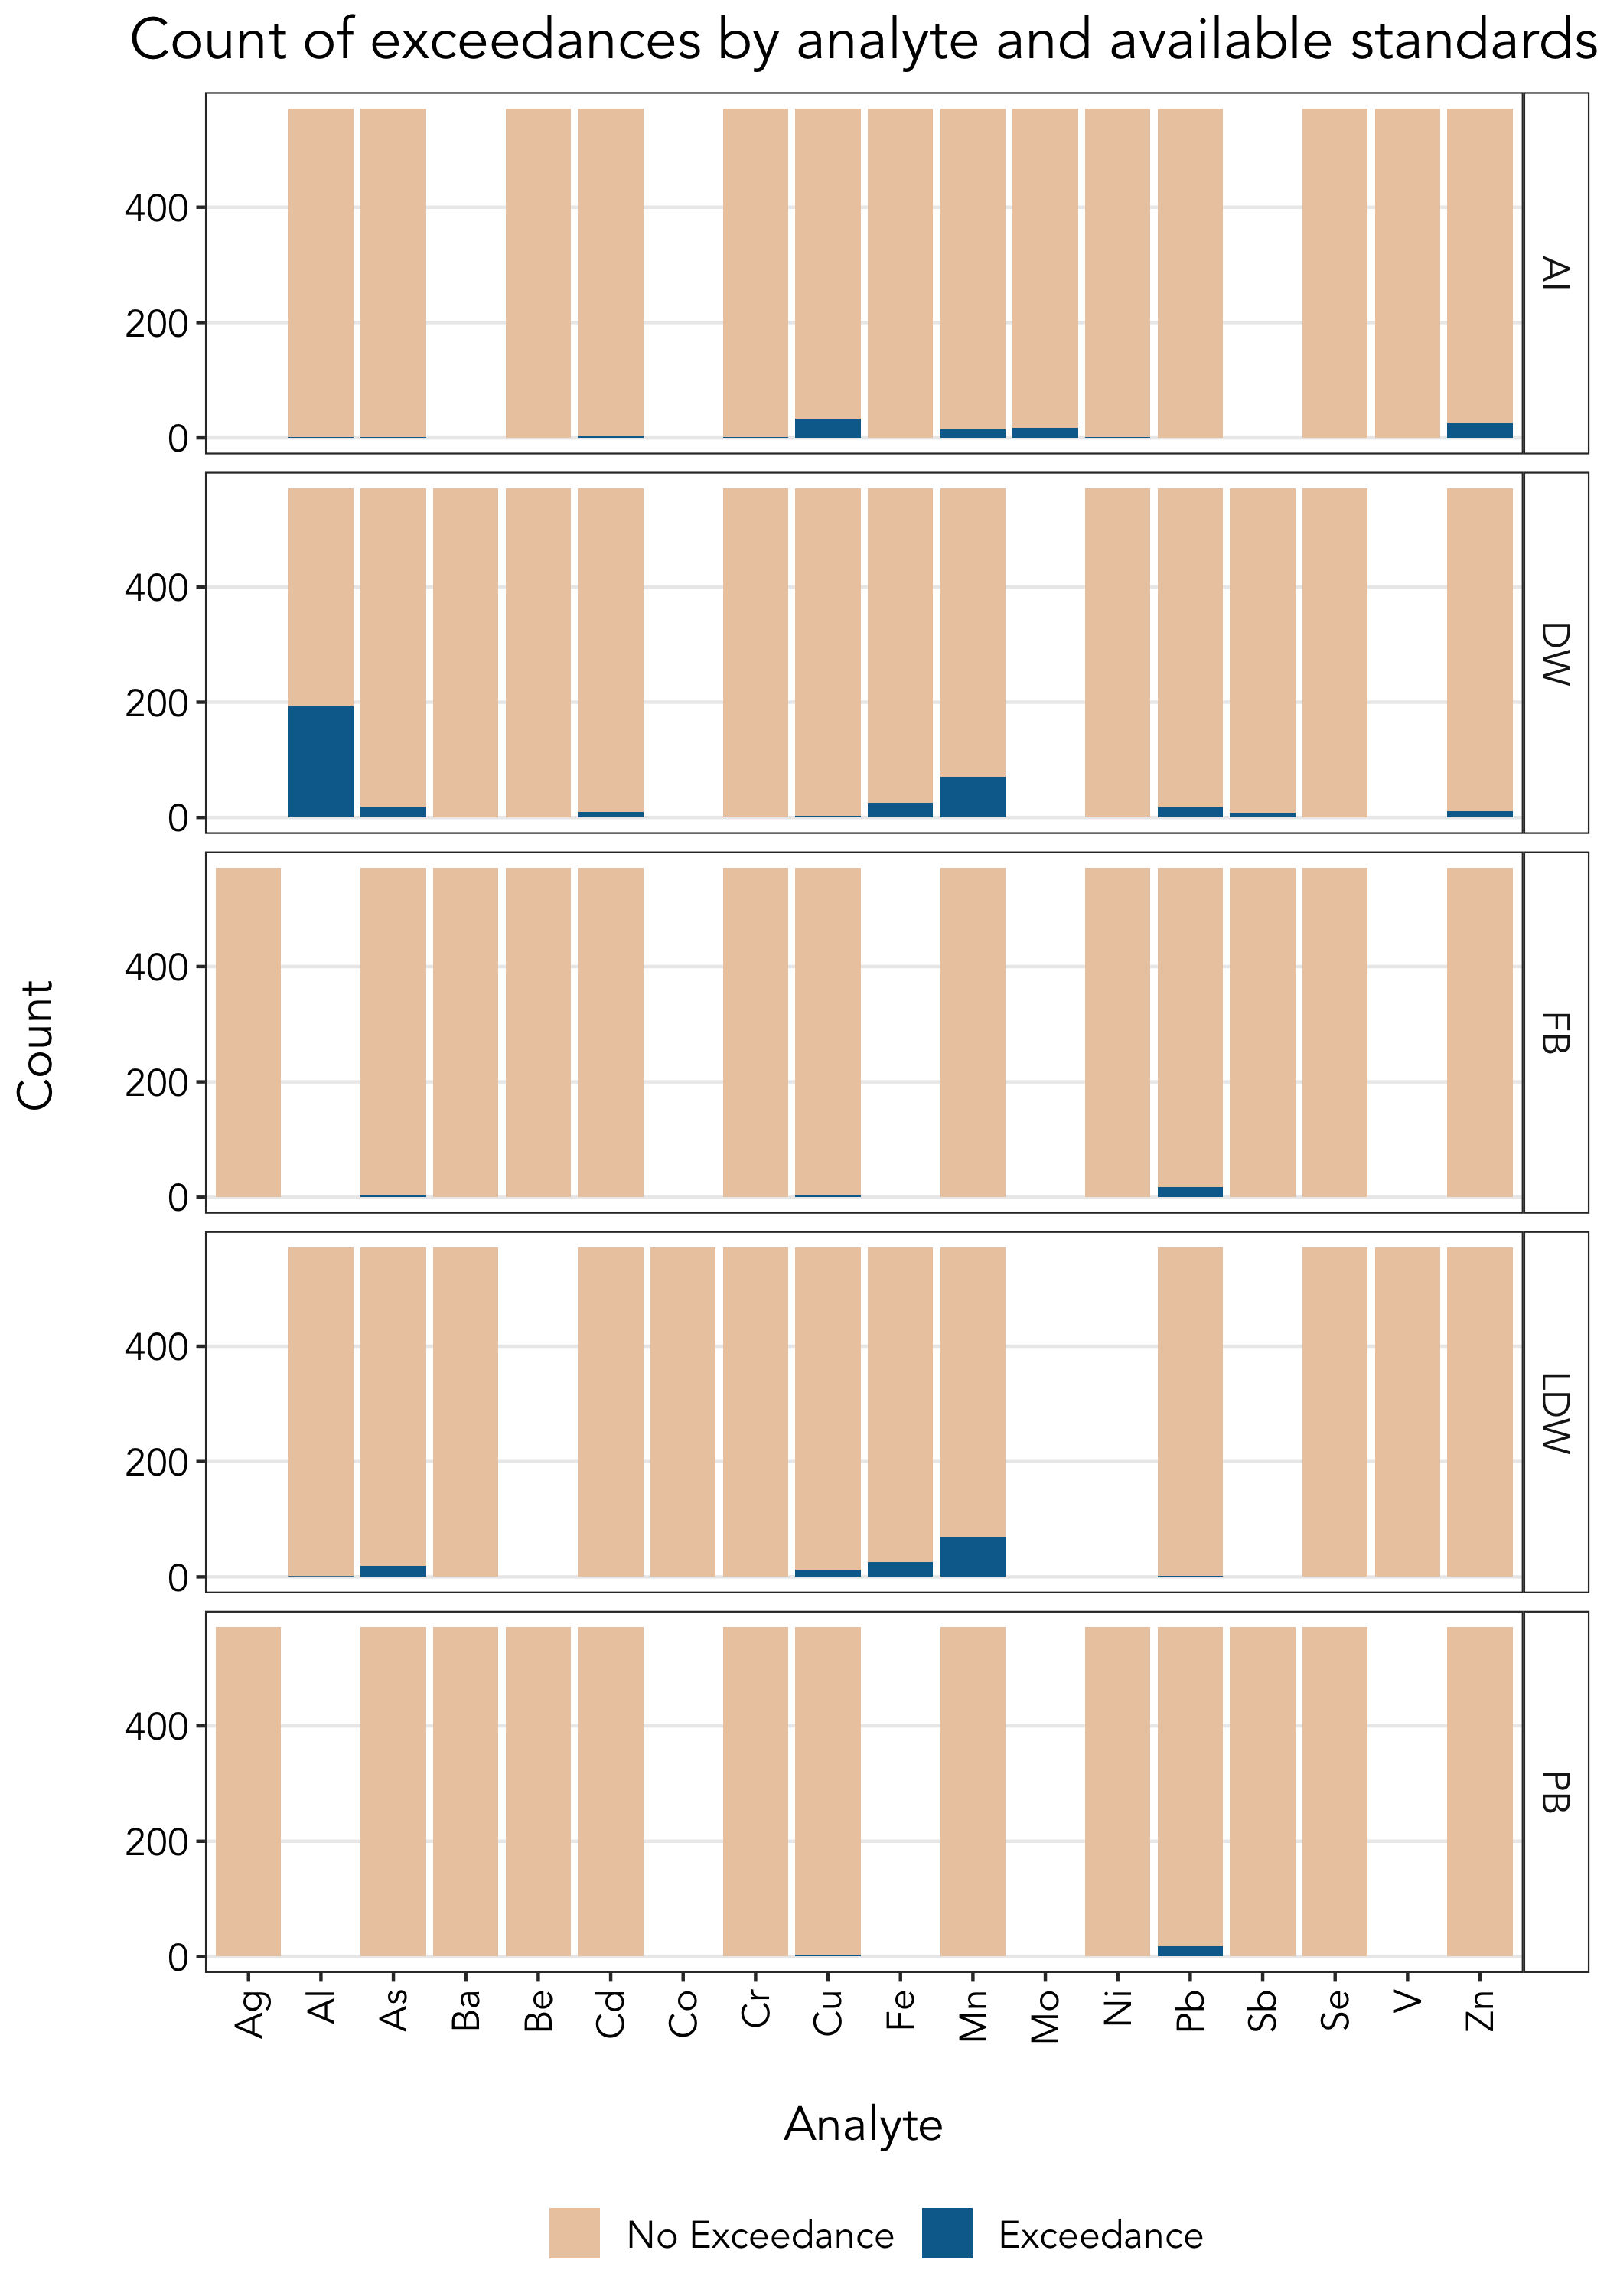 Count of exceedances by analyte and available standards
400
200
0
AI
400
200
0
DW
Count
400
200
0
FB
400
200
0
LDW
400
200
0
PB
Ag Al As Ba Be Cd Co Cr Cu Fe Mn Mo Ni Pb Sb Se V Zn
Analyte
No Exceedance Exceedance